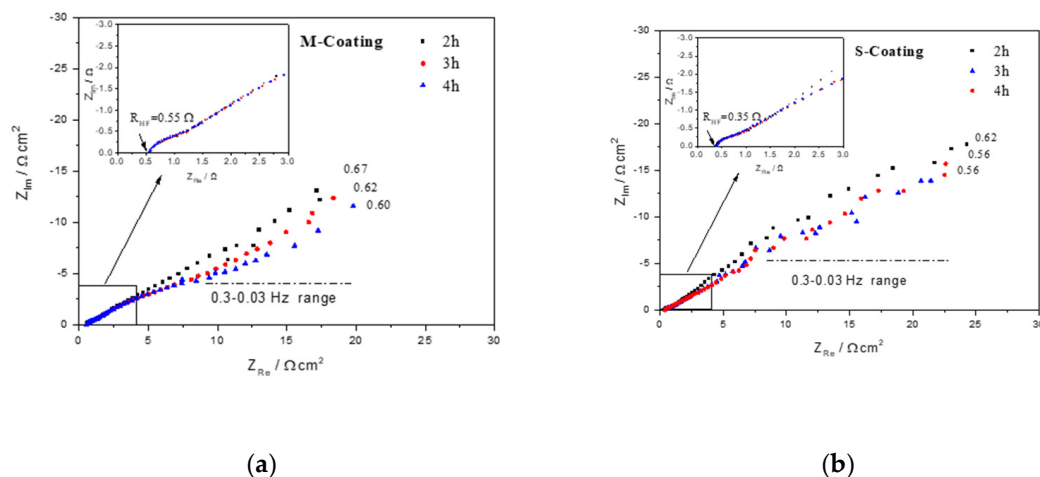 M-Coating
2h
3h
4h
-30
-25
-20
-15
-10
-5
0
Z_Im / Ω cm²
-3.0
-2.5
-2.0
-1.5
-1.0
-0.5
0.0
Z_Im / Ω
R_HF=0.55 Ω
0.0 0.5 1.0 1.5 2.0 2.5 3.0
Z_Re / Ω
0.67
0.62
0.60
0.3-0.03 Hz range
0 5 10 15 20 25 30
Z_Re / Ω cm²
(a)
S-Coating
2h
3h
4h
-30
-25
-20
-15
-10
-5
0
Z_Im / Ω cm²
-3.0
-2.5
-2.0
-1.5
-1.0
-0.5
0.0
Z_Im / Ω
R_HF=0.35 Ω
0.0 0.5 1.0 1.5 2.0 2.5 3.0
Z_Re / Ω
0.62
0.56
0.56
0.3-0.03 Hz range
0 5 10 15 20 25 30
Z_Re / Ω cm²
(b)